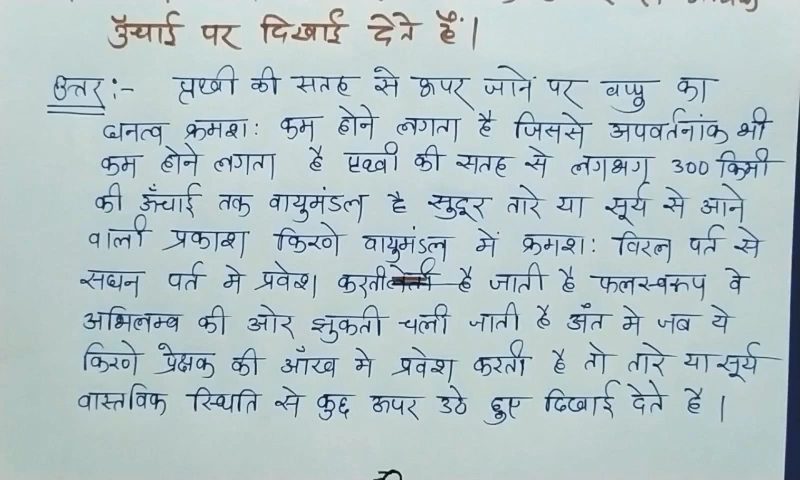 ऊँचाई पर दिखाई देते हैं।
उत्तर :- पृथ्वी की सतह से ऊपर जाने पर वायु का
घनत्व क्रमश: कम होने लगता है जिससे अपवर्तनांक भी
कम होने लगता है पृथ्वी की सतह से लगभग 300 किमी
की ऊँचाई तक वायुमंडल है सुदूर तारे या सूर्य से आने
वाली प्रकाश किरणे वायुमंडल में क्रमश: विरल पर्त से
सघन पर्त मे प्रवेश करती है जाती है फलस्वरूप वे
अभिलम्ब की ओर झुकती चली जाती है अंत मे जब ये
किरणे प्रेक्षक की आँख मे प्रवेश करती है तो तारे या सूर्य
वास्तविक स्थिति से कुछ ऊपर उठे हुए दिखाई देते है।